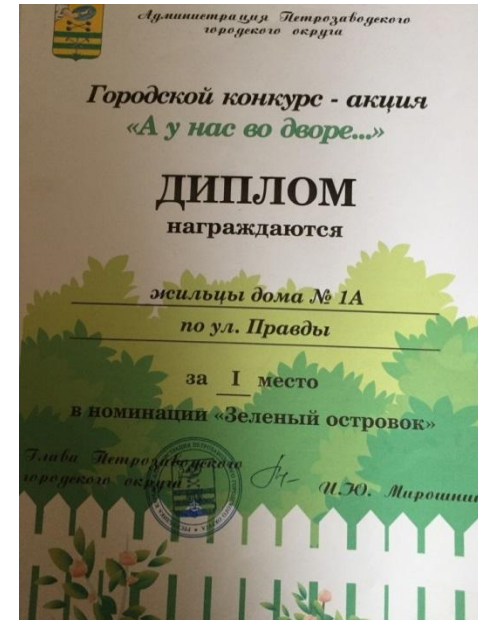 Администрация Петрозаводского
городского округа
Городской конкурс - акция
«А у нас во дворе...»
ДИПЛОМ
награждаются
жильцы дома № 1А
по ул. Правды
за I место
в номинации «Зеленый островок»
Глава Петрозаводского
городского округа
И.Ю. Мирошник